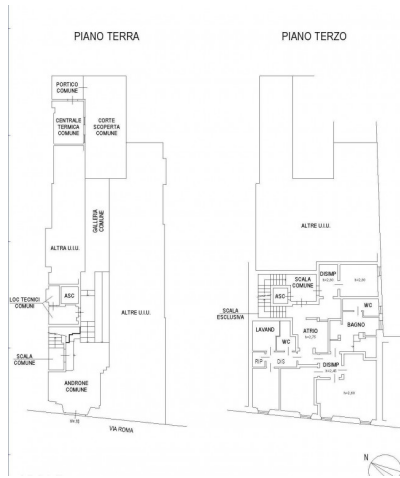 PIANO TERRA
PIANO TERZO
PORTICO
COMUNE
CENTRALE
TERMICA
COMUNE
CORTE
SCOPERTA
COMUNE
GALLERIA
COMUNE
ALTRA U.I.U.
ALTRE U.I.U.
LOC TECNICI
COMUNI
ASC
SCALA
COMUNE
ANDRONE
COMUNE
VIA ROMA
ALTRE U.I.U.
SCALA
COMUNE
DISIMP
ASC
SCALA
ESCLUSIVA
WC
LAVAND
WC
ATRIO
BAGNO
RIP
DIS
DISIMP
N